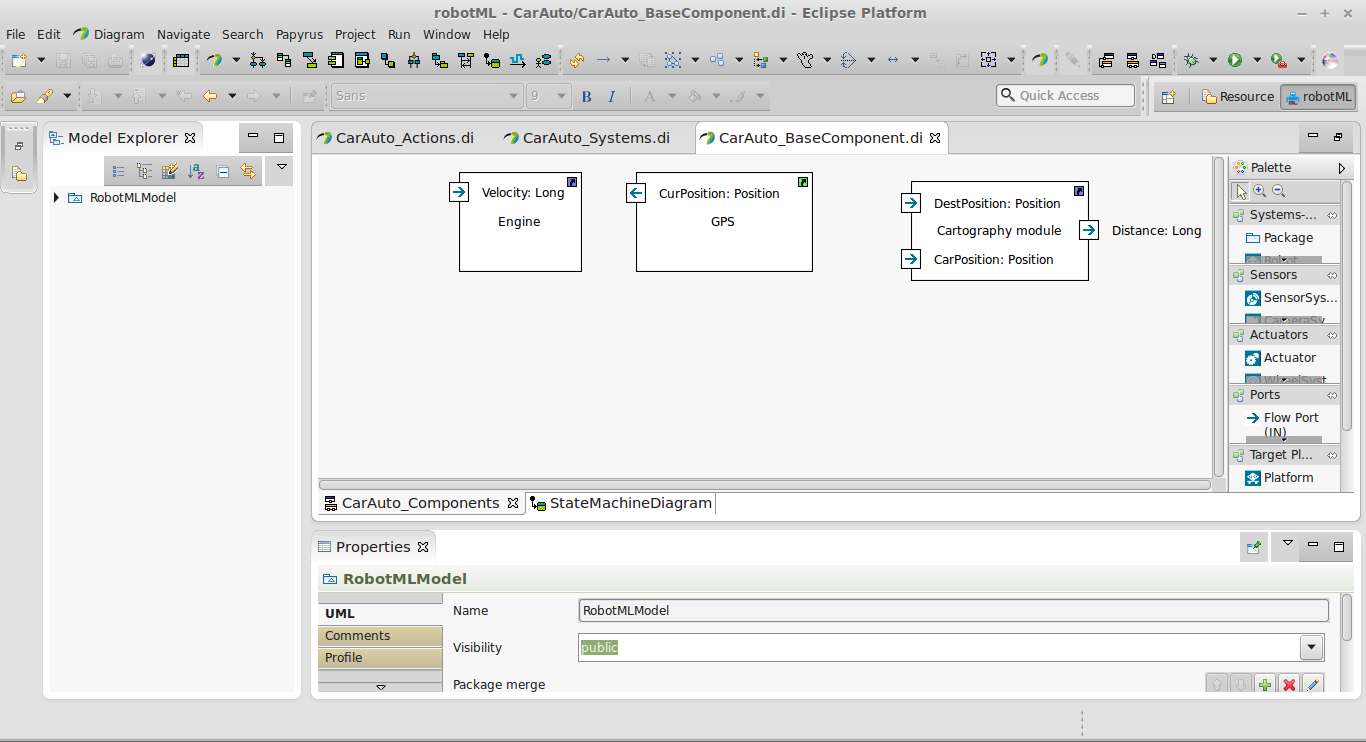 robotML - CarAuto/CarAuto_BaseComponent.di - Eclipse Platform
File Edit Diagram Navigate Search Papyrus Project Run Window Help
Sans 9 B I A Quick Access Resource robotML
Model Explorer
RobotMLModel
CarAuto_Actions.di CarAuto_Systems.di CarAuto_BaseComponent.di
Velocity: Long
Engine
CurPosition: Position
GPS
DestPosition: Position
Cartography module
CarPosition: Position
Distance: Long
Palette
Systems-...
Package
Robot
Sensors
SensorSys...
CameraSy
Actuators
Actuator
WheelSyst
Ports
Flow Port
(IN)
Target Pl...
Platform
CarAuto_Components StateMachineDiagram
Properties
RobotMLModel
UML
Comments
Profile
Name RobotMLModel
Visibility public
Package merge